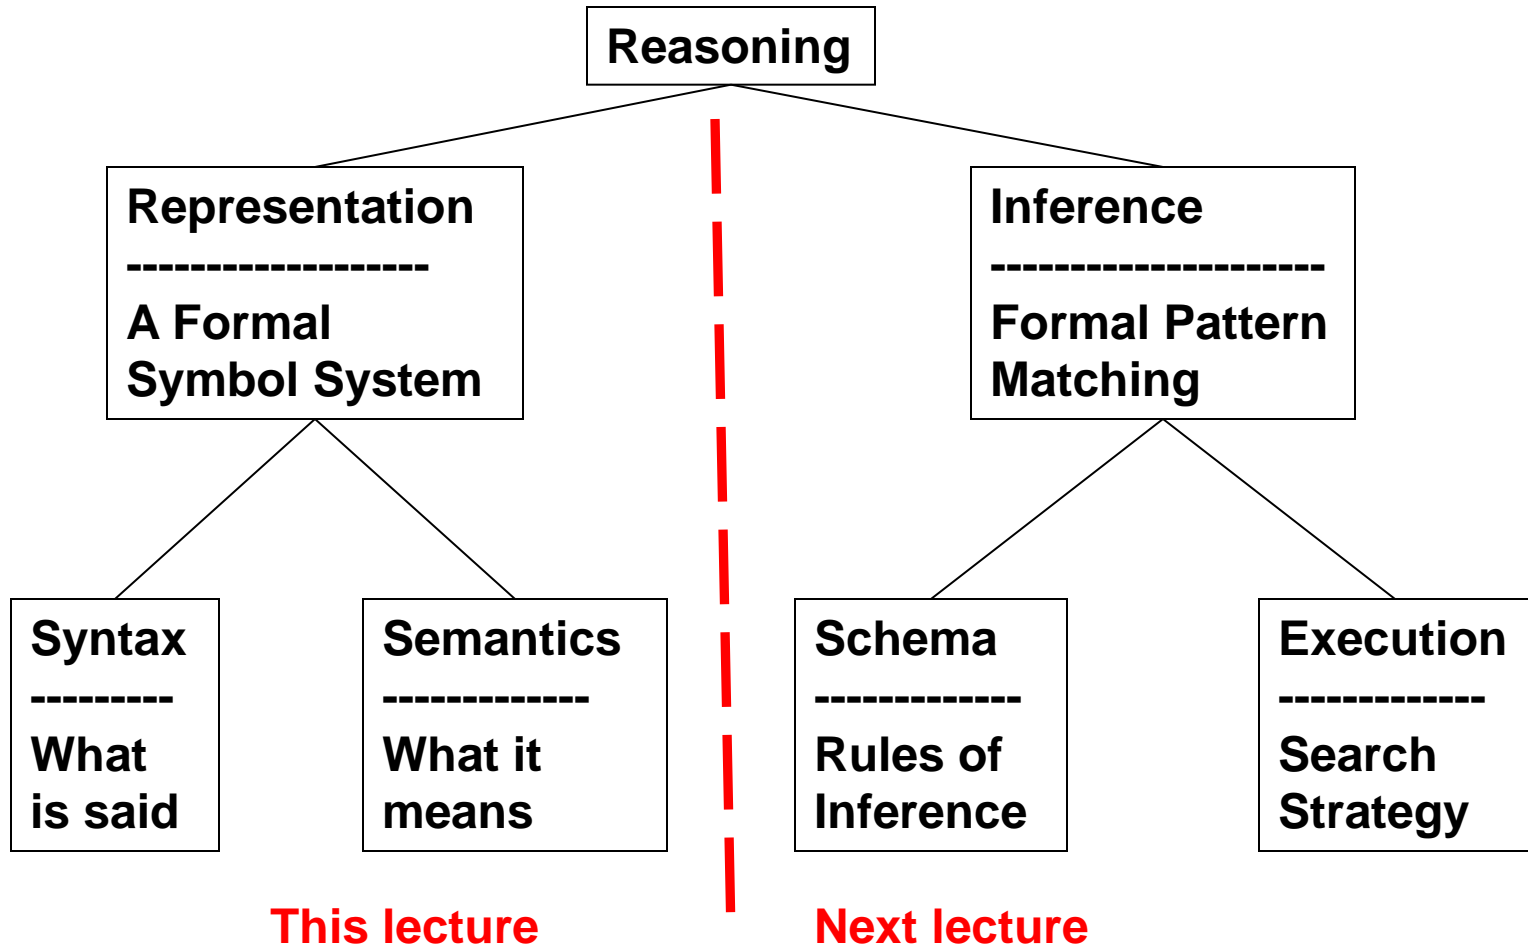 Reasoning
Representation
-------------------
A Formal
Symbol System
Inference
---------------------
Formal Pattern
Matching
Syntax
---------
What
is said
Semantics
-------------
What it
means
Schema
-------------
Rules of
Inference
Execution
-------------
Search
Strategy
This lecture
Next lecture